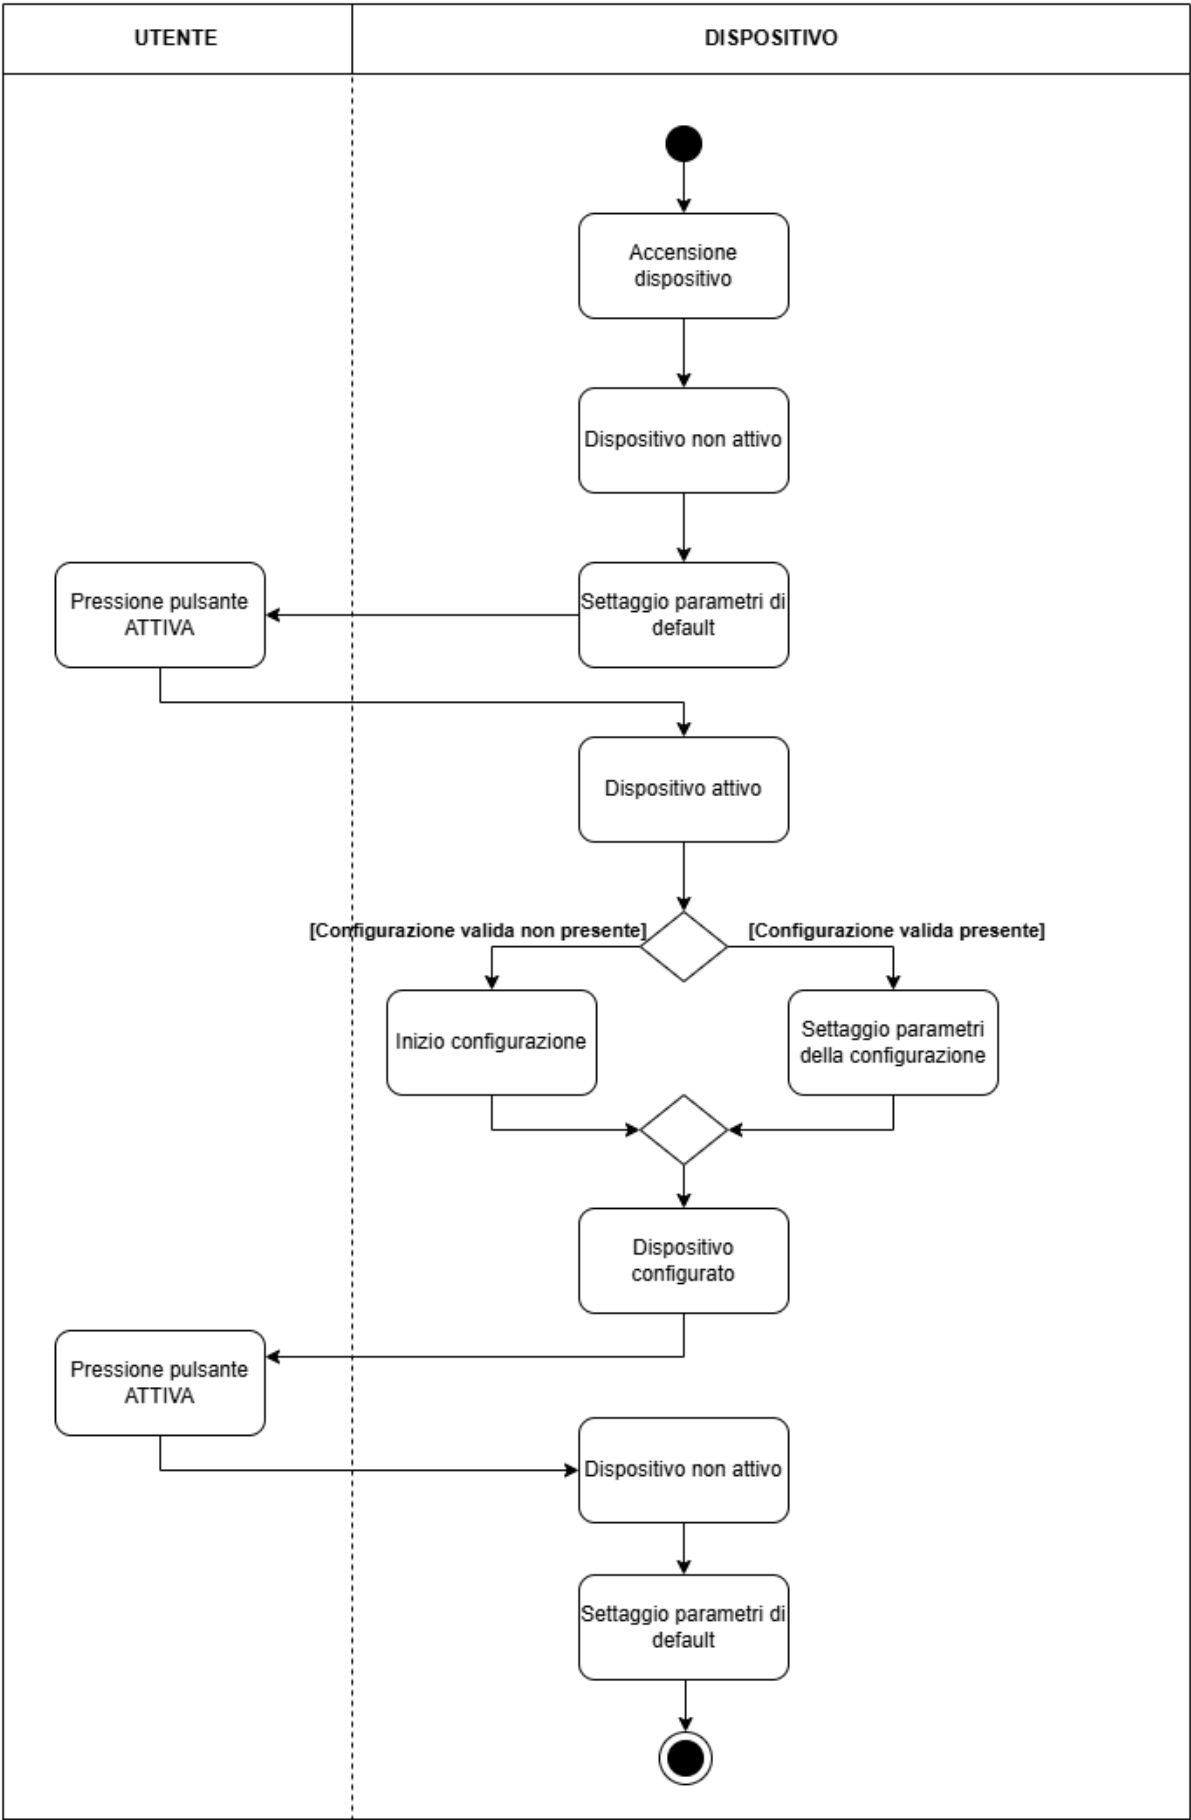 UTENTE
DISPOSITIVO
Accensione
dispositivo
Dispositivo non attivo
Pressione pulsante
ATTIVA
Settaggio parametri di
default
Dispositivo attivo
[Configurazione valida non presente]
[Configurazione valida presente]
Inizio configurazione
Settaggio parametri
della configurazione
Dispositivo
configurato
Pressione pulsante
ATTIVA
Dispositivo non attivo
Settaggio parametri di
default